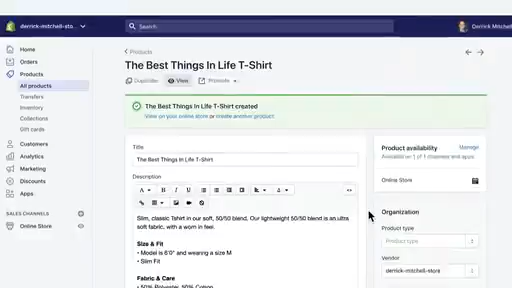 derrick-mitchell-sto...
Search
Derrick Mitchell
Home
Orders
Products
All products
Transfers
Inventory
Collections
Gift cards
Customers
Analytics
Marketing
Discounts
Apps
SALES CHANNELS
Online Store
Products
The Best Things In Life T-Shirt
Duplicate
View
Promote
The Best Things In Life T-Shirt created
View on your online store or create another product
Title
The Best Things In Life T-Shirt
Description
Slim, classic Tshirt in our soft, 50/50 blend. Our lightweight 50/50 blend is an ultra
soft fabric, with a worn in feel.
Size & Fit
• Model is 6'0" and wearing a size M
• Slim Fit
Fabric & Care
• 50% Polyester, 50% Cotton
Product availability
Manage
Available on 1 of 1 channels and apps
Online Store
Organization
Product type
Product type
Vendor
derrick-mitchell-store